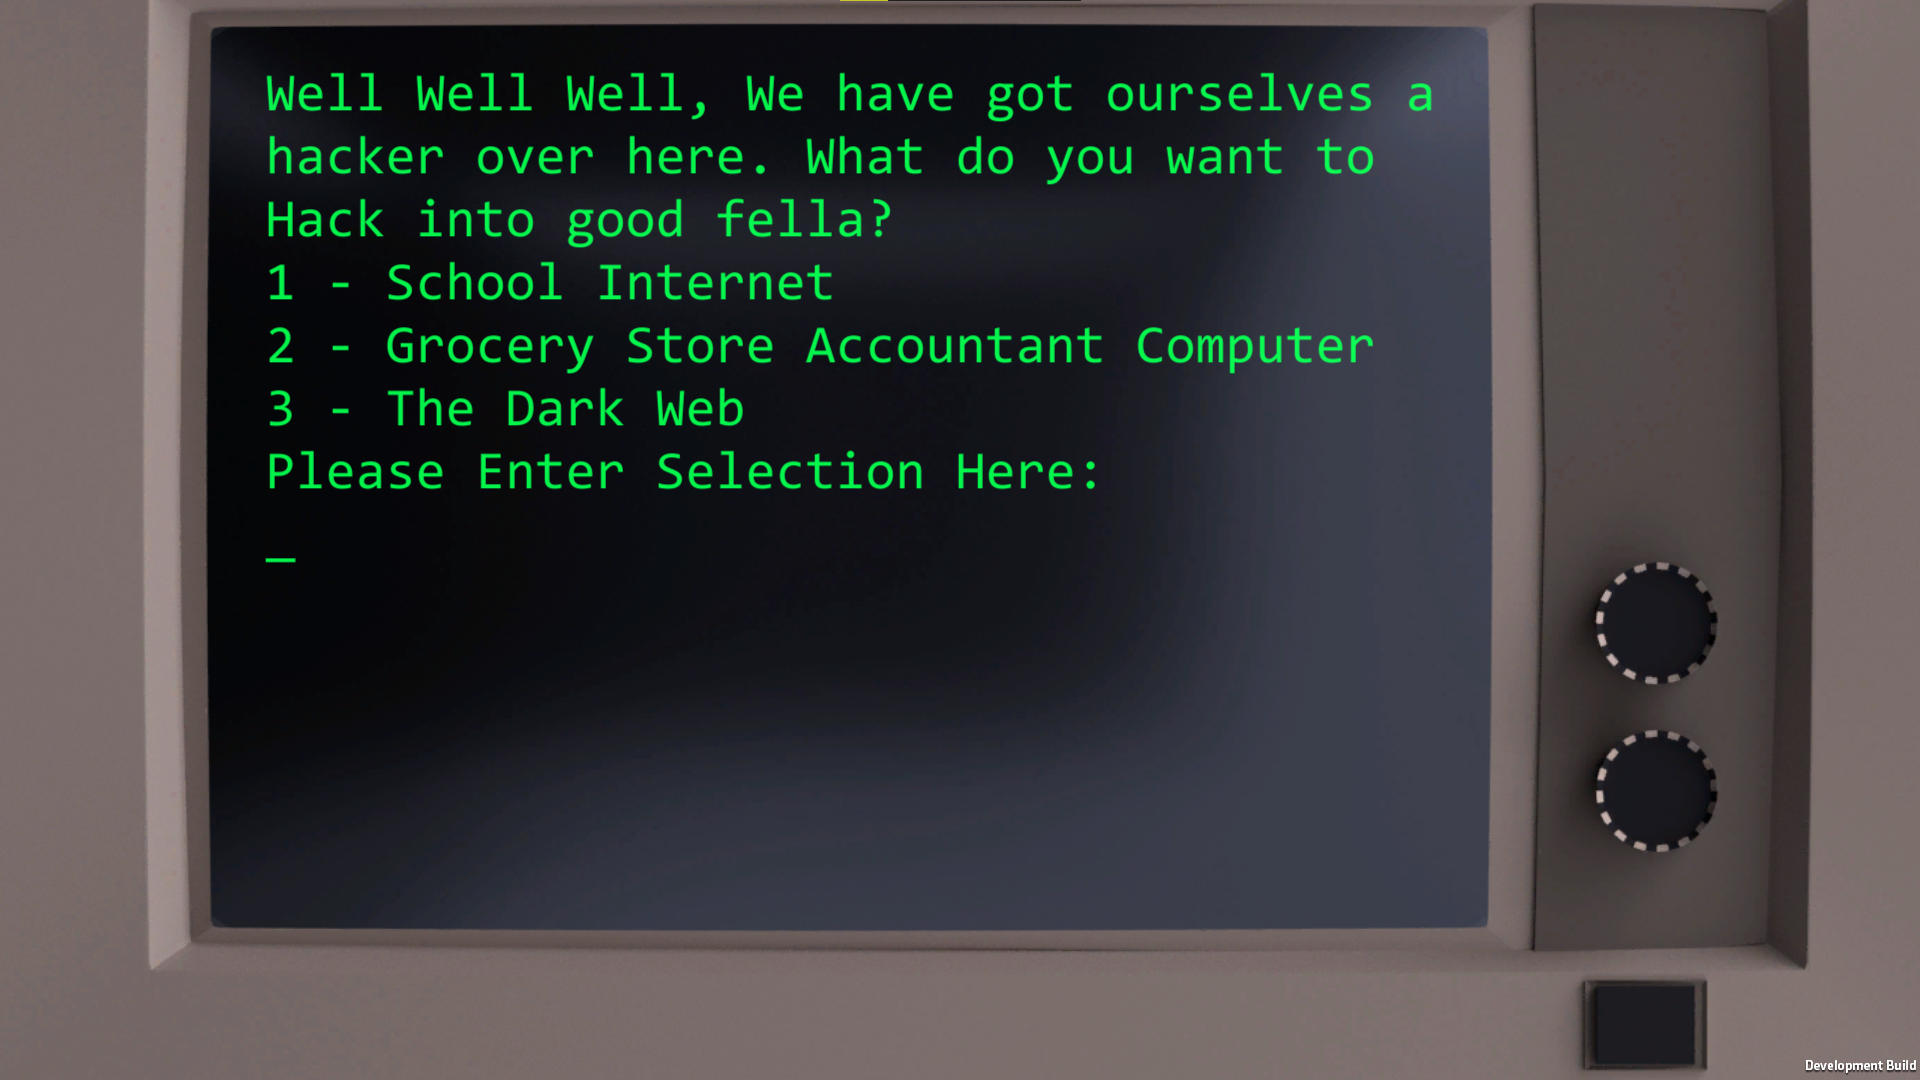 Well Well Well, We have got ourselves a
hacker over here. What do you want to
Hack into good fella?
1 - School Internet
2 - Grocery Store Accountant Computer
3 - The Dark Web
Please Enter Selection Here:
_
Development Build